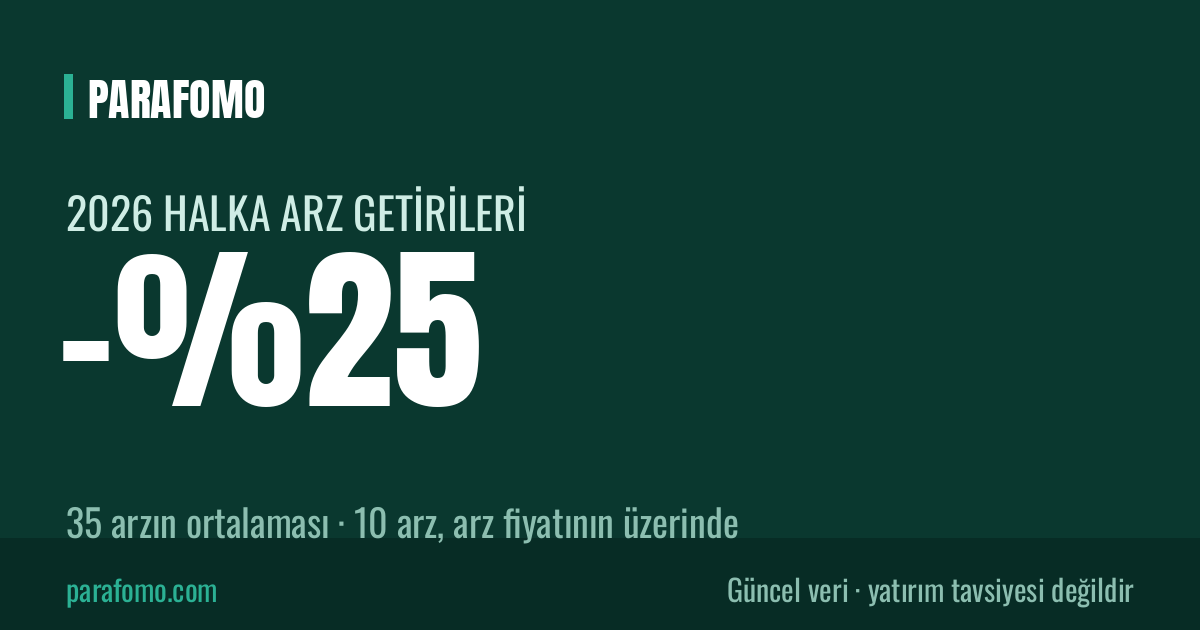 PARAFOMO
2026 HALKA ARZ GETİRİLERİ
-%25
35 arzın ortalaması · 10 arz, arz fiyatının üzerinde
parafomo.com
Güncel veri · yatırım tavsiyesi değildir